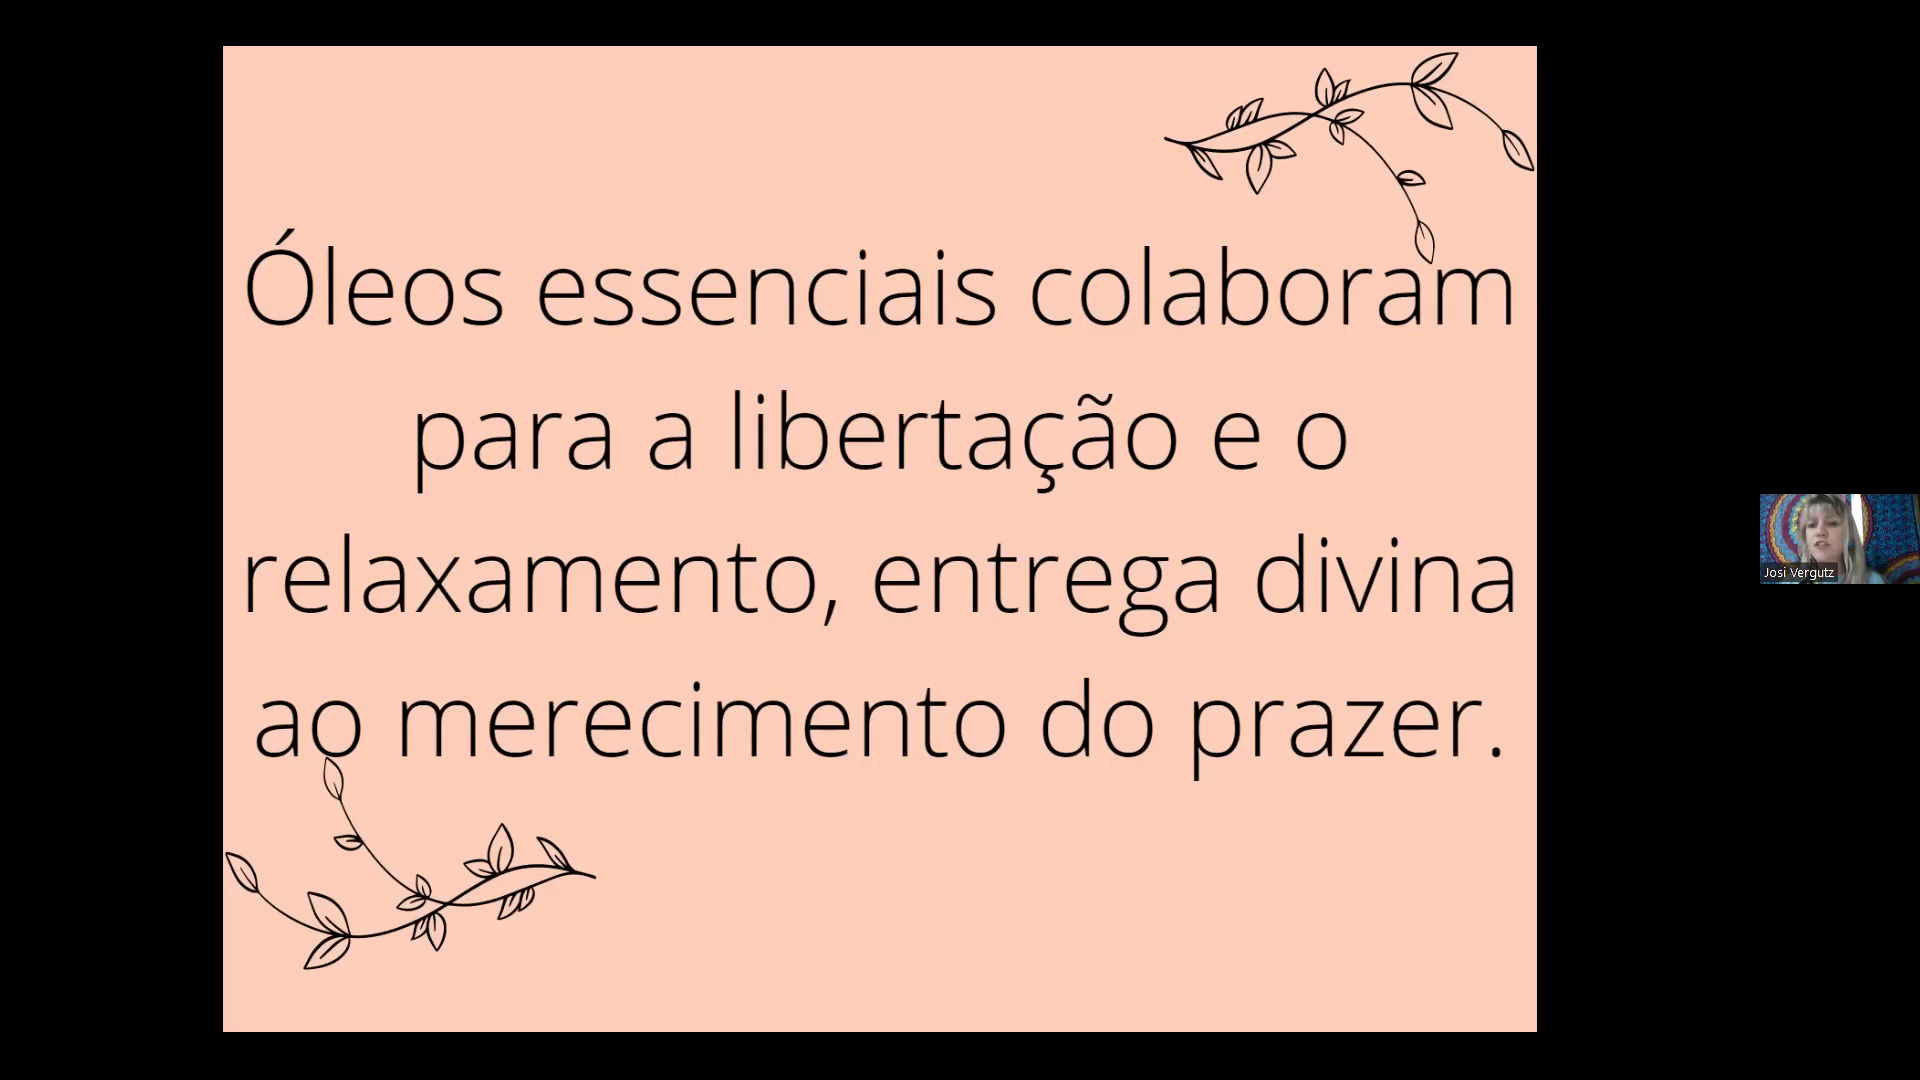 Óleos essenciais colaboram
para a libertação e o
relaxamento, entrega divina
ao merecimento do prazer.
Josi Vergutz